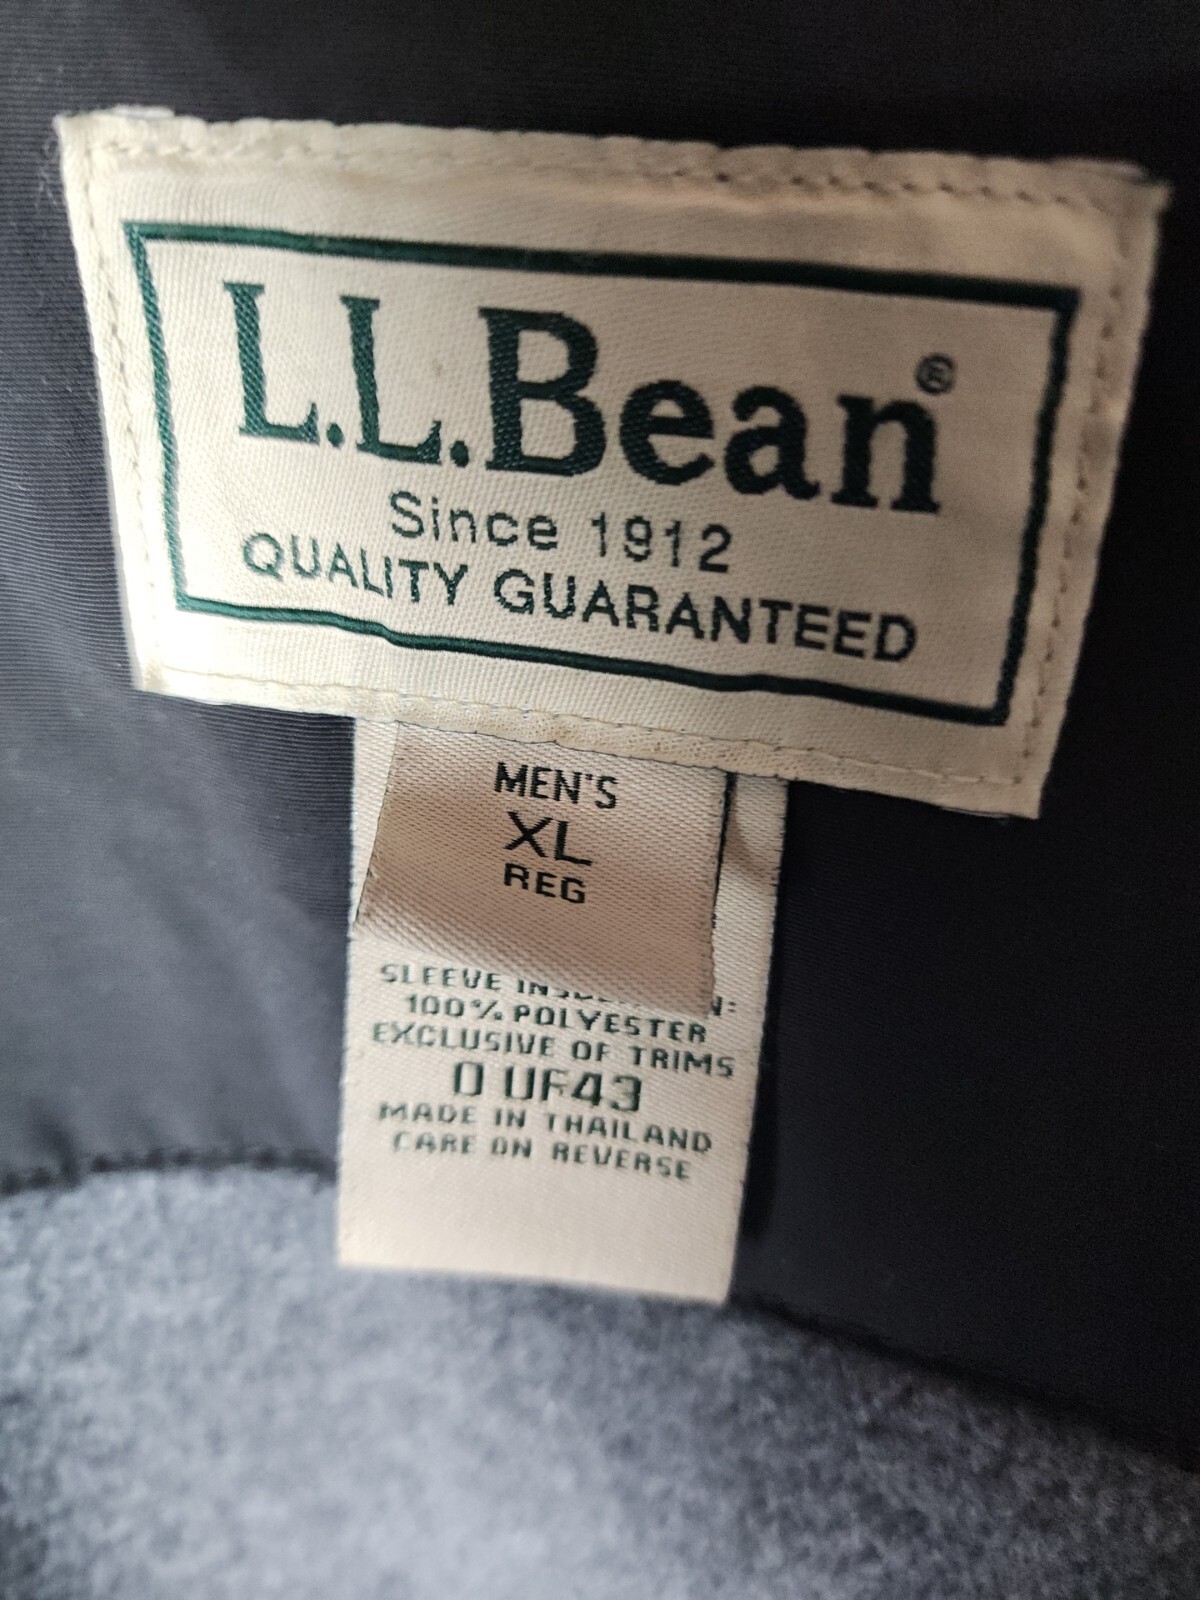 L.L.Bean®
Since 1912
QUALITY GUARANTEED
MEN'S
XL
REG
SLEEVE
100% POLYESTER
EXCLUSIVE OF TRIMS
0 UF43
MADE IN THAILAND
CARE ON REVERSE